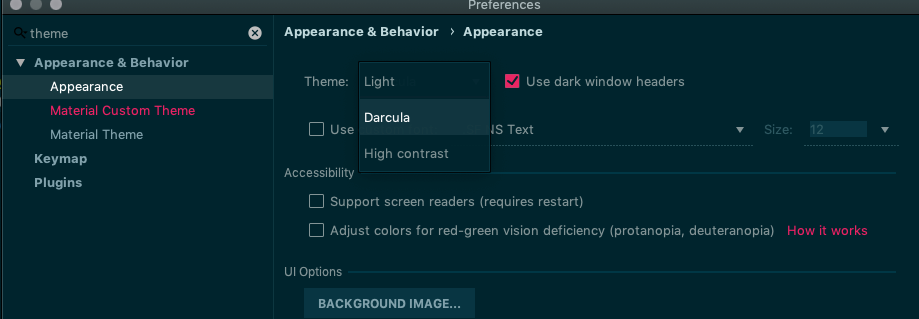 Preferences
theme
Appearance & Behavior
Appearance
Material Custom Theme
Material Theme
Keymap
Plugins
Appearance & Behavior › Appearance
Theme: Light
Use dark window headers
Darcula
High contrast
Use NS Text Size: 12
Accessibility
Support screen readers (requires restart)
Adjust colors for red-green vision deficiency (protanopia, deuteranopia) How it works
UI Options
BACKGROUND IMAGE...